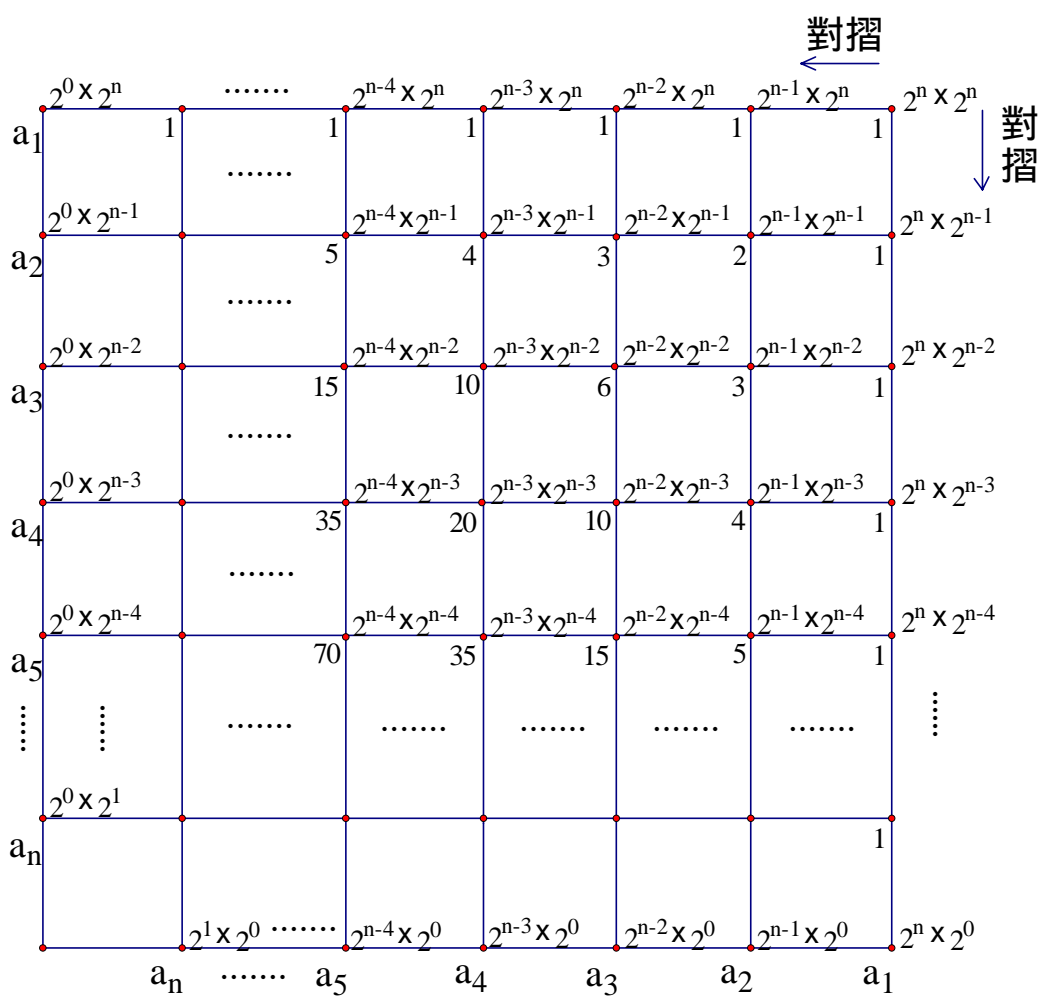 對摺
2⁰ x 2ⁿ ······· 2ⁿ⁻⁴ x 2ⁿ 2ⁿ⁻³ x 2ⁿ 2ⁿ⁻² x 2ⁿ 2ⁿ⁻¹ x 2ⁿ 2ⁿ x 2ⁿ
a₁ 1 1 1 1 1 1 對摺
·······
2⁰ x 2ⁿ⁻¹ 2ⁿ⁻⁴ x 2ⁿ⁻¹ 2ⁿ⁻³ x 2ⁿ⁻¹ 2ⁿ⁻² x 2ⁿ⁻¹ 2ⁿ⁻¹ x 2ⁿ⁻¹ 2ⁿ x 2ⁿ⁻¹
a₂ 5 4 3 2 1
·······
2⁰ x 2ⁿ⁻² 2ⁿ⁻⁴ x 2ⁿ⁻² 2ⁿ⁻³ x 2ⁿ⁻² 2ⁿ⁻² x 2ⁿ⁻² 2ⁿ⁻¹ x 2ⁿ⁻² 2ⁿ x 2ⁿ⁻²
a₃ 15 10 6 3 1
·······
2⁰ x 2ⁿ⁻³ 2ⁿ⁻⁴ x 2ⁿ⁻³ 2ⁿ⁻³ x 2ⁿ⁻³ 2ⁿ⁻² x 2ⁿ⁻³ 2ⁿ⁻¹ x 2ⁿ⁻³ 2ⁿ x 2ⁿ⁻³
a₄ 35 20 10 4 1
·······
2⁰ x 2ⁿ⁻⁴ 2ⁿ⁻⁴ x 2ⁿ⁻⁴ 2ⁿ⁻³ x 2ⁿ⁻⁴ 2ⁿ⁻² x 2ⁿ⁻⁴ 2ⁿ⁻¹ x 2ⁿ⁻⁴ 2ⁿ x 2ⁿ⁻⁴
a₅ 70 35 15 5 1
······ ······ ······· ······· ······· ······· ······· ······
2⁰ x 2¹
aₙ 1
2¹ x 2⁰ ······· 2ⁿ⁻⁴ x 2⁰ 2ⁿ⁻³ x 2⁰ 2ⁿ⁻² x 2⁰ 2ⁿ⁻¹ x 2⁰ 2ⁿ x 2⁰
aₙ ······· a₅ a₄ a₃ a₂ a₁